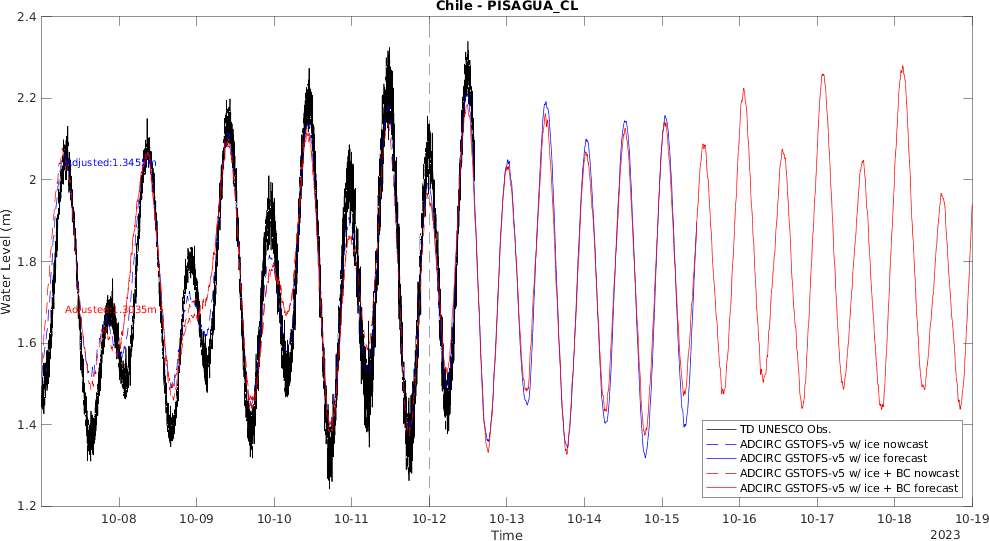 Chile - PISAGUA_CL
2.4
2.2
2
1.8
1.6
1.4
1.2
Water Level (m)
Adjusted:1.345 m
Adjusted:1.3035m
TD UNESCO Obs.
ADCIRC GSTOFS-v5 w/ ice nowcast
ADCIRC GSTOFS-v5 w/ ice forecast
ADCIRC GSTOFS-v5 w/ ice + BC nowcast
ADCIRC GSTOFS-v5 w/ ice + BC forecast
10-08 10-09 10-10 10-11 10-12 10-13 10-14 10-15 10-16 10-17 10-18 10-19
Time
2023